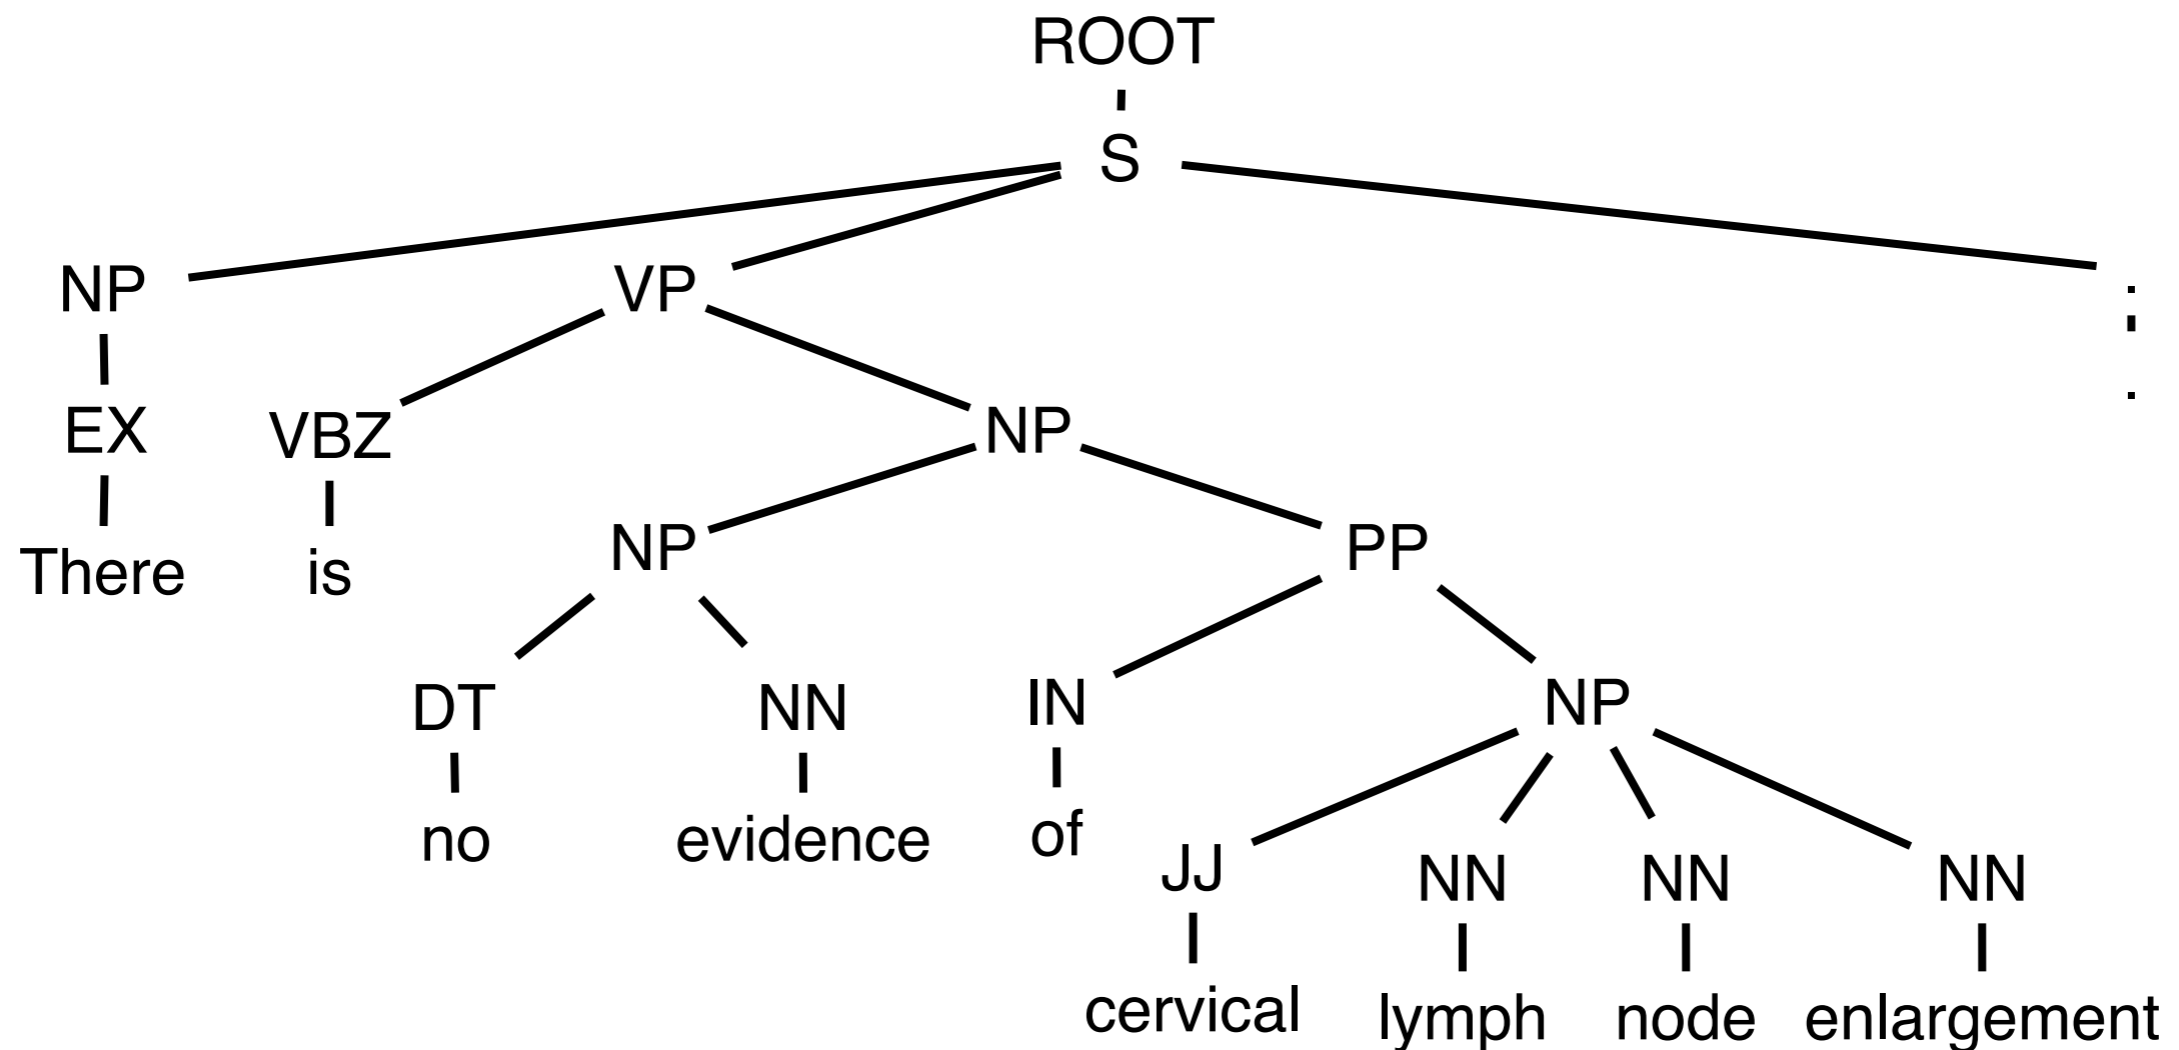 ROOT
S
NP VP .
EX VBZ NP .
There is NP PP
DT NN IN NP
no evidence of
JJ NN NN NN
cervical lymph node enlargement